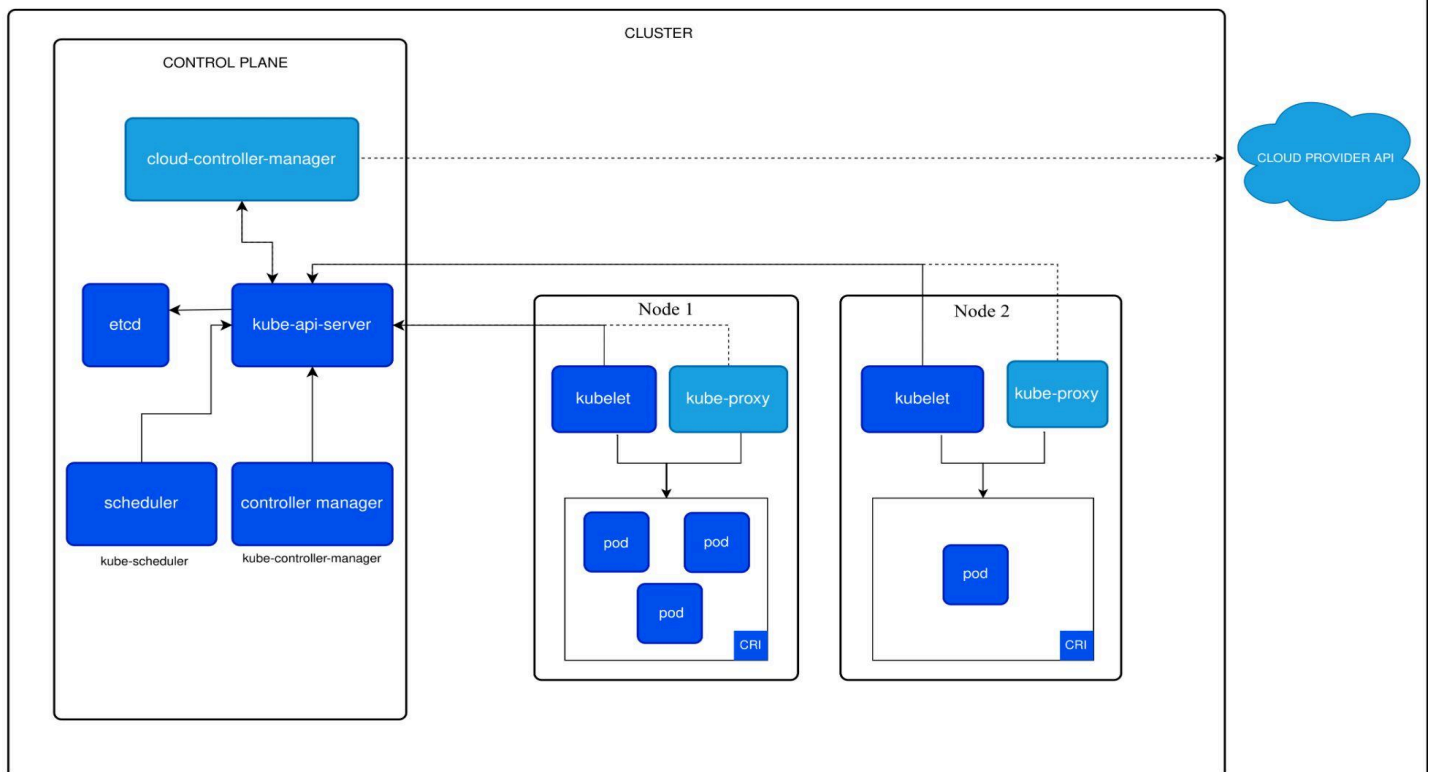 CLUSTER
CONTROL PLANE
cloud-controller-manager
CLOUD PROVIDER API
etcd
kube-api-server
scheduler
kube-scheduler
controller manager
kube-controller-manager
Node 1
kubelet
kube-proxy
pod
pod
pod
CRI
Node 2
kubelet
kube-proxy
pod
CRI